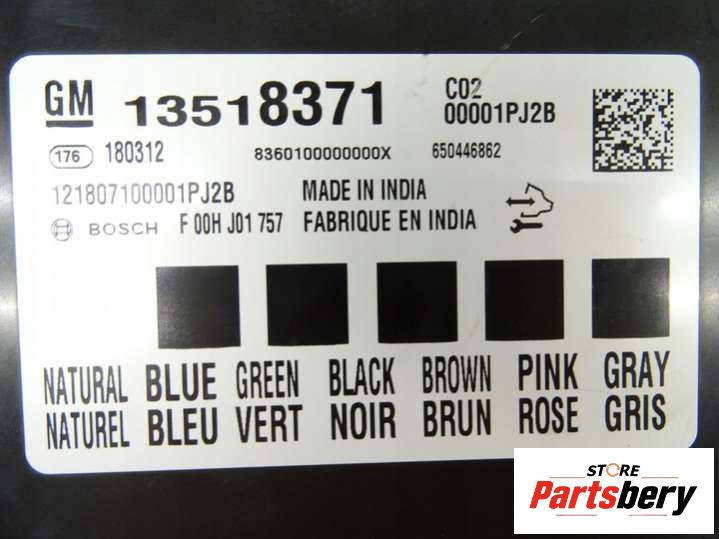 GM 13518371 C02
00001PJ2B
176 180312 8360100000000X 650446862
121807100001PJ2B MADE IN INDIA
BOSCH F 00H J01 757 FABRIQUE EN INDIA
NATURAL BLUE GREEN BLACK BROWN PINK GRAY
NATUREL BLEU VERT NOIR BRUN ROSE GRIS
STORE
Partsbery